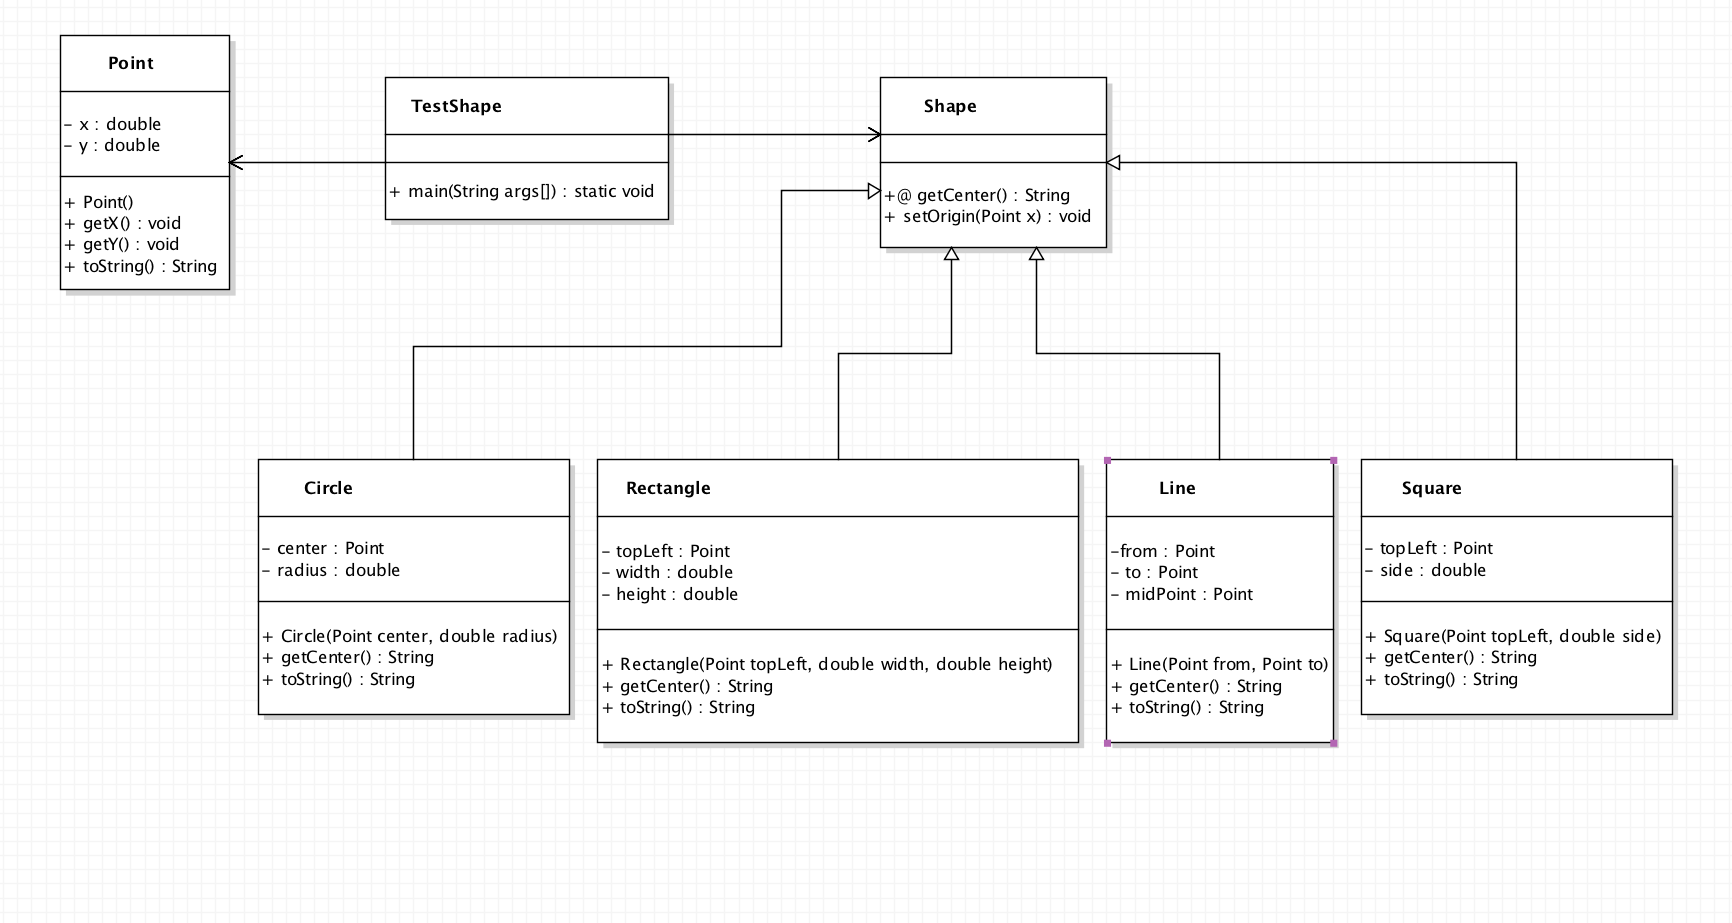 Point
– x : double
– y : double
+ Point()
+ getX() : void
+ getY() : void
+ toString() : String
TestShape
+ main(String args[]) : static void
Shape
+@ getCenter() : String
+ setOrigin(Point x) : void
Circle
– center : Point
– radius : double
+ Circle(Point center, double radius)
+ getCenter() : String
+ toString() : String
Rectangle
– topLeft : Point
– width : double
– height : double
+ Rectangle(Point topLeft, double width, double height)
+ getCenter() : String
+ toString() : String
Line
–from : Point
– to : Point
– midPoint : Point
+ Line(Point from, Point to)
+ getCenter() : String
+ toString() : String
Square
– topLeft : Point
– side : double
+ Square(Point topLeft, double side)
+ getCenter() : String
+ toString() : String